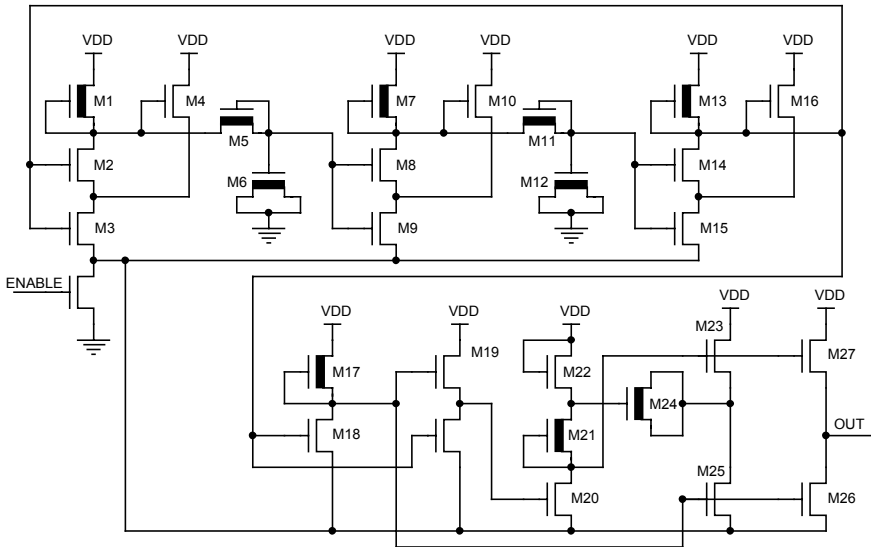 VDD VDD VDD VDD VDD VDD
M1 M4 M7 M10 M13 M16
M5 M11
M2 M8 M14
M6 M12
M3 M9 M15
ENABLE
VDD VDD VDD VDD VDD
M23
M19 M27
M17 M22
M24
M18 M21 OUT
M25
M20 M26